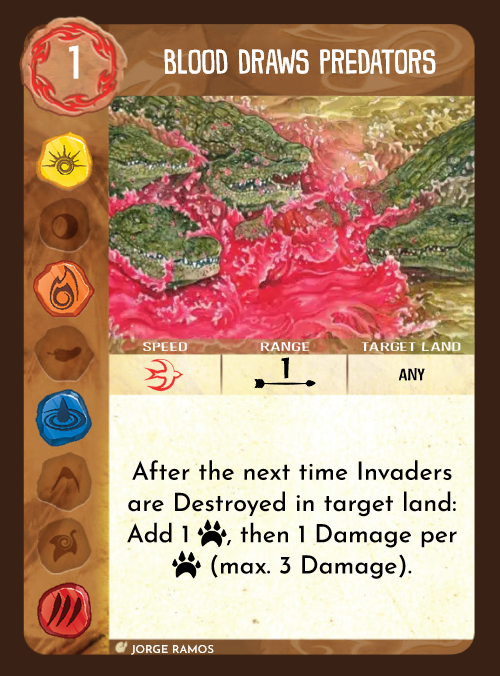 1
BLOOD DRAWS PREDATORS
SPEED RANGE TARGET LAND
1 ANY
After the next time Invaders
are Destroyed in target land:
Add 1 , then 1 Damage per
(max. 3 Damage).
JORGE RAMOS